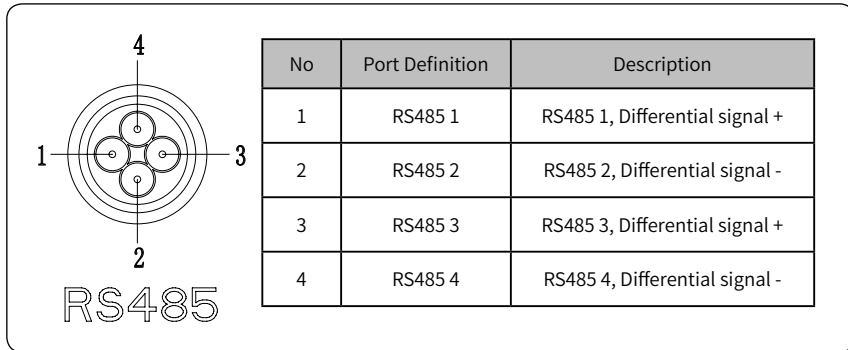 4
1
3
2
RS485
No Port Definition Description
1 RS485 1 RS485 1, Differential signal +
2 RS485 2 RS485 2, Differential signal -
3 RS485 3 RS485 3, Differential signal +
4 RS485 4 RS485 4, Differential signal -